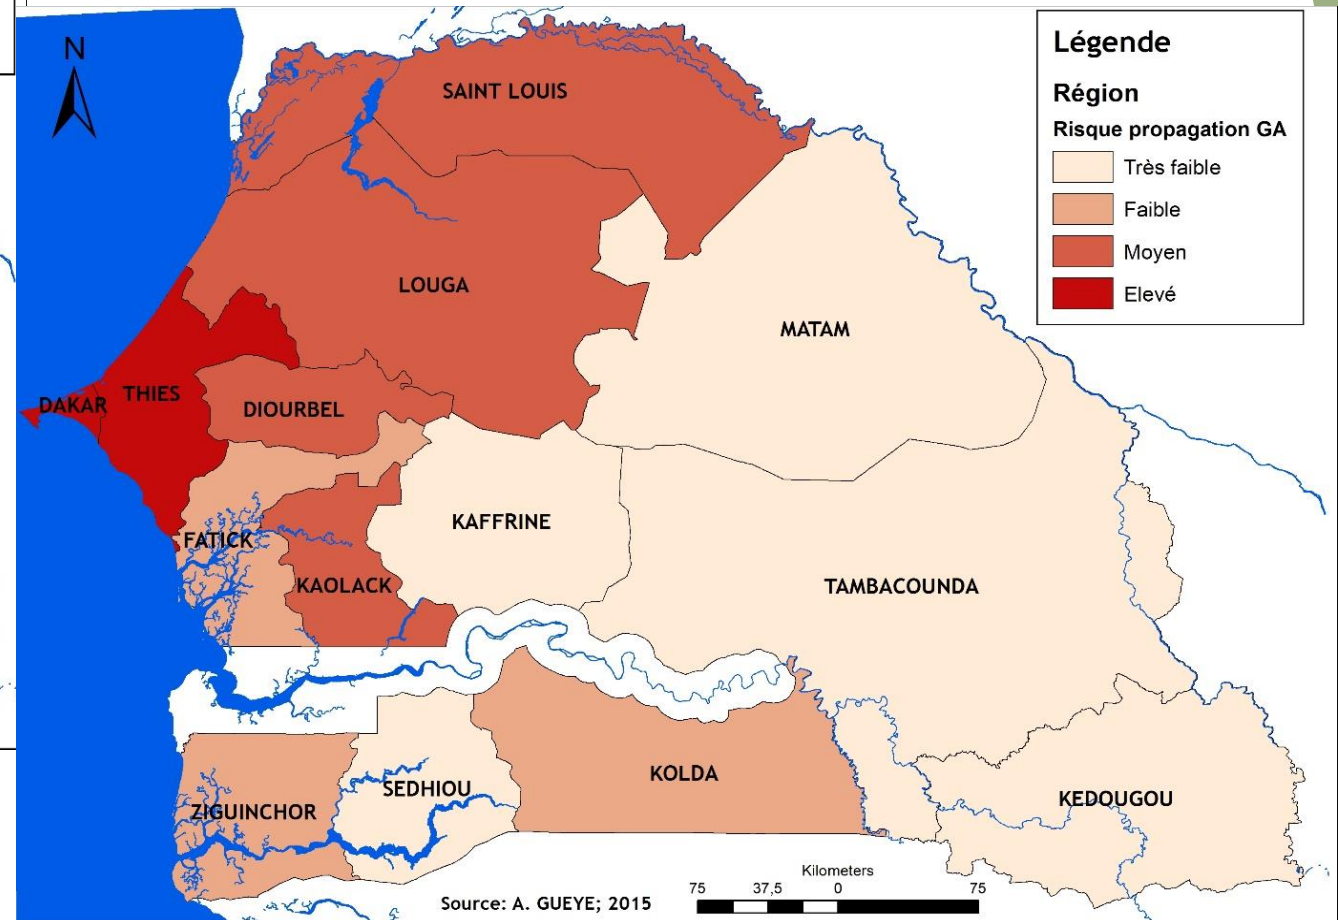 N
SAINT LOUIS
LOUGA
MATAM
DAKAR
THIES
DIOURBEL
FATICK
KAOLACK
KAFFRINE
TAMBACOUNDA
ZIGUINCHOR
SEDHIOU
KOLDA
KEDOUGOU
Légende
Région
Risque propagation GA
Très faible
Faible
Moyen
Elevé
Source: A. GUEYE; 2015
Kilometers
75 37,5 0 75